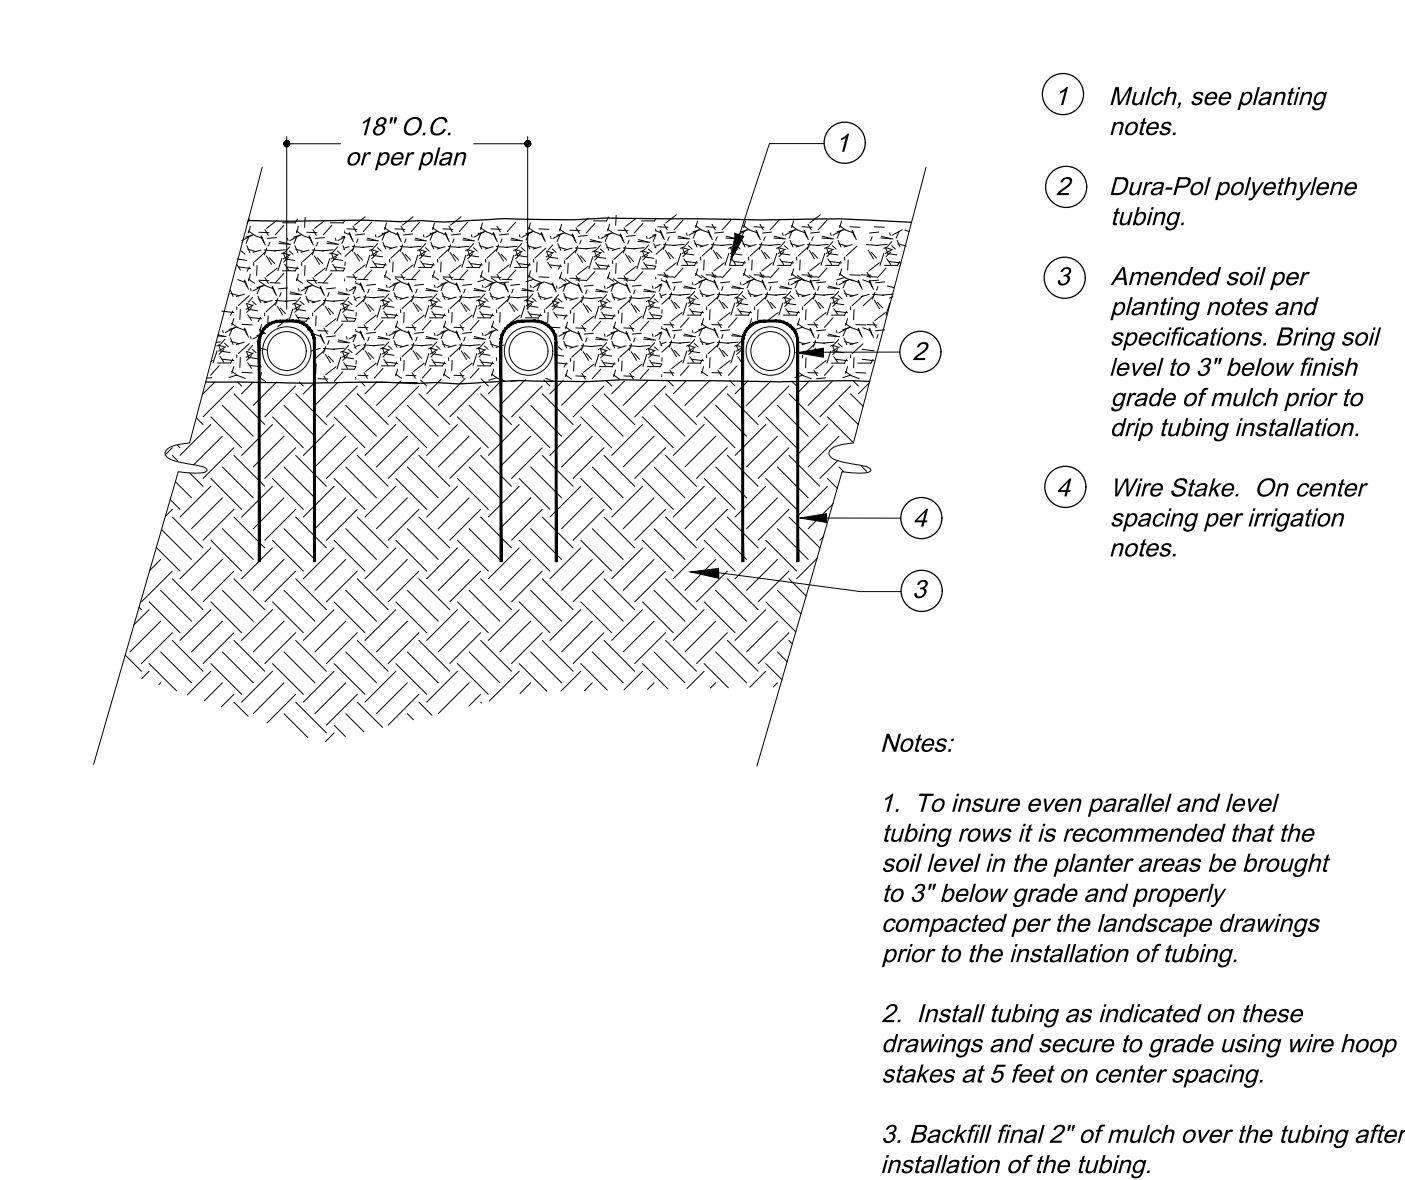 18" O.C.
or per plan
1
2
4
3
1 Mulch, see planting
notes.
2 Dura-Pol polyethylene
tubing.
3 Amended soil per
planting notes and
specifications. Bring soil
level to 3" below finish
grade of mulch prior to
drip tubing installation.
4 Wire Stake.  On center
spacing per irrigation
notes.
Notes:
1.  To insure even parallel and level
tubing rows it is recommended that the
soil level in the planter areas be brought
to 3" below grade and properly
compacted per the landscape drawings
prior to the installation of tubing.
2.  Install tubing as indicated on these
drawings and secure to grade using wire hoop
stakes at 5 feet on center spacing.
3. Backfill final 2" of mulch over the tubing after
installation of the tubing.